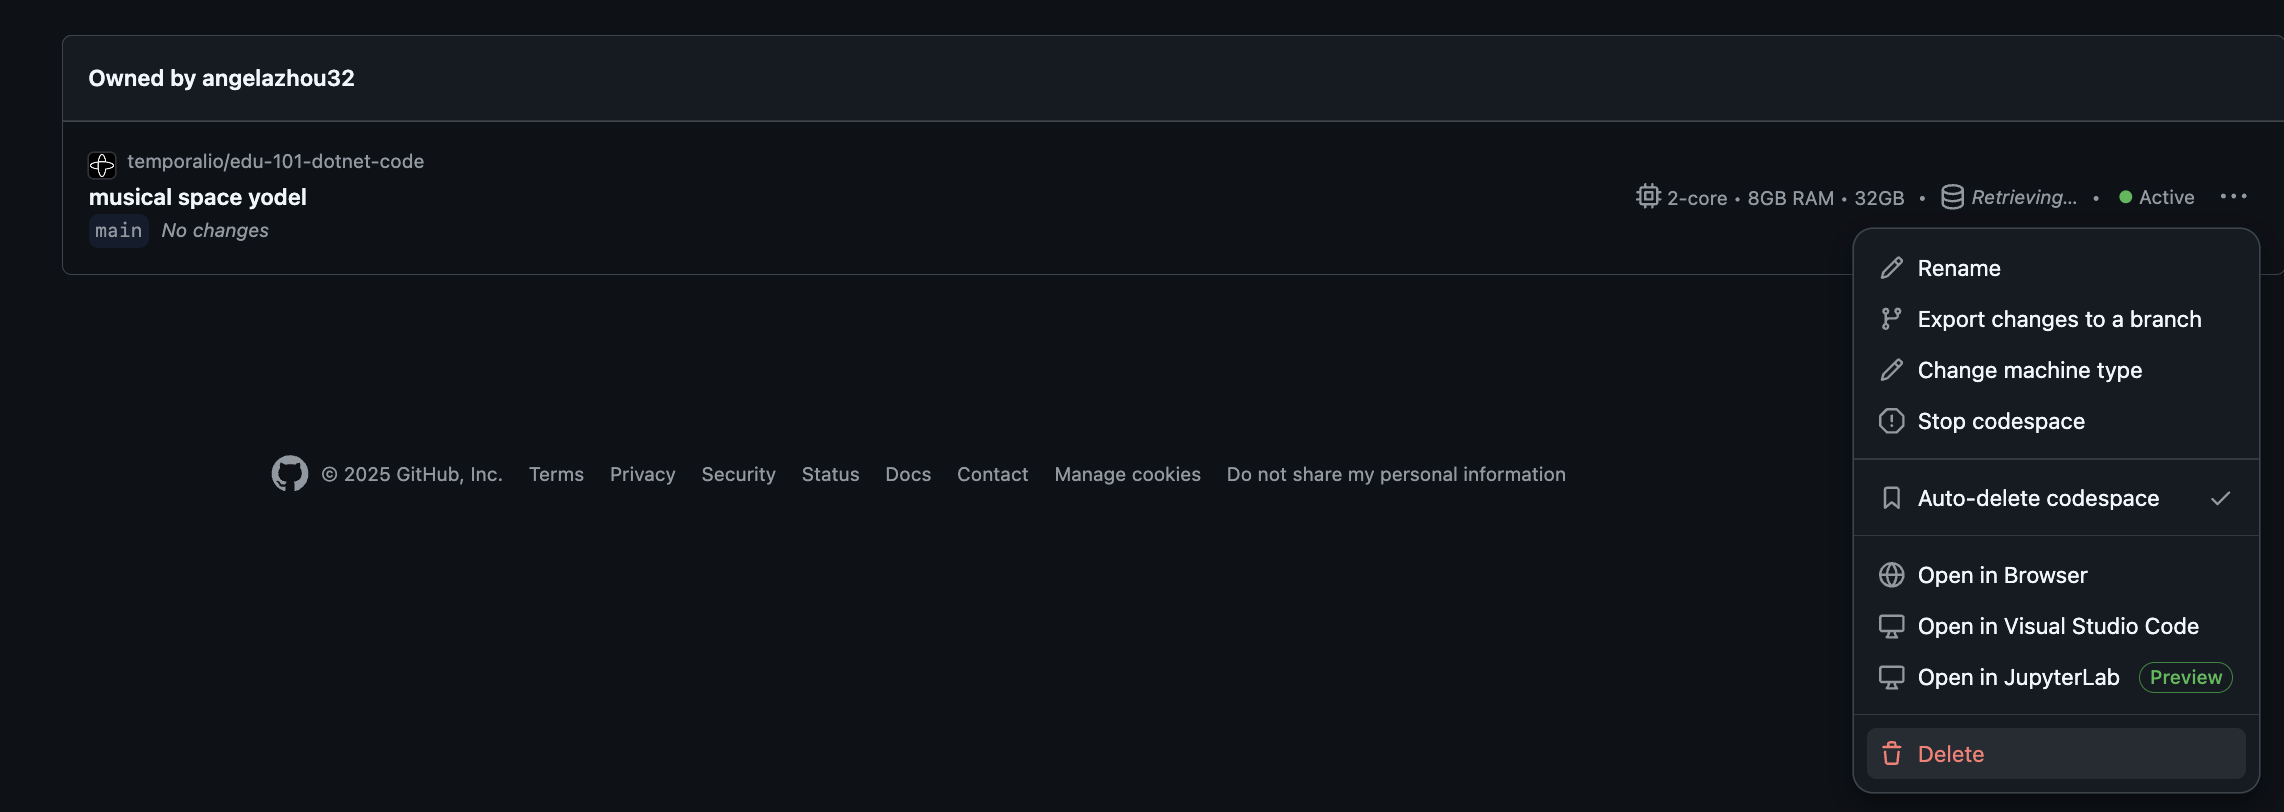 Owned by angelazhou32
temporalio/edu-101-dotnet-code
musical space yodel
2-core • 8GB RAM • 32GB • Retrieving... • Active ···
main No changes
Rename
Export changes to a branch
Change machine type
Stop codespace
Auto-delete codespace
Open in Browser
Open in Visual Studio Code
Open in JupyterLab Preview
Delete
© 2025 GitHub, Inc. Terms Privacy Security Status Docs Contact Manage cookies Do not share my personal information